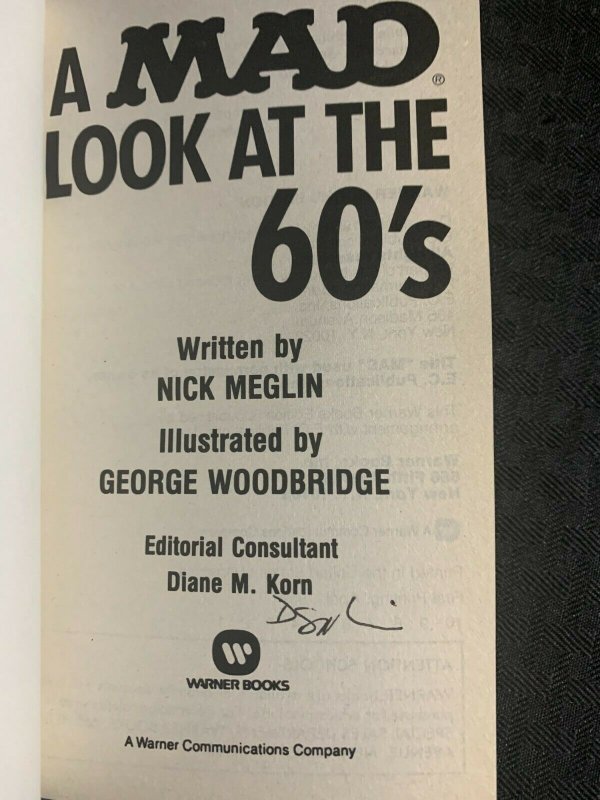 A MAD®
LOOK AT THE
60's
Written by
NICK MEGLIN
Illustrated by
GEORGE WOODBRIDGE
Editorial Consultant
Diane M. Korn
W
WARNER BOOKS
A Warner Communications Company